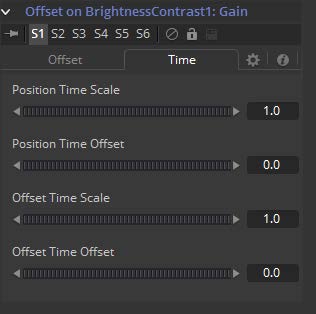 Offset on BrightnessContrast1: Gain
S1 S2 S3 S4 S5 S6
Offset Time
Position Time Scale
1.0
Position Time Offset
0.0
Offset Time Scale
1.0
Offset Time Offset
0.0